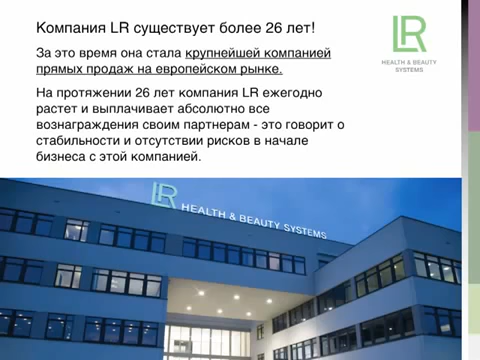 Компания LR существует более 26 лет!
За это время она стала крупнейшей компанией
прямых продаж на европейском рынке.
На протяжении 26 лет компания LR ежегодно
растет и выплачивает абсолютно все
вознаграждения своим партнерам - это говорит о
стабильности и отсутствии рисков в начале
бизнеса с этой компанией.
LR
HEALTH & BEAUTY
SYSTEMS
LR
HEALTH & BEAUTY SYSTEMS